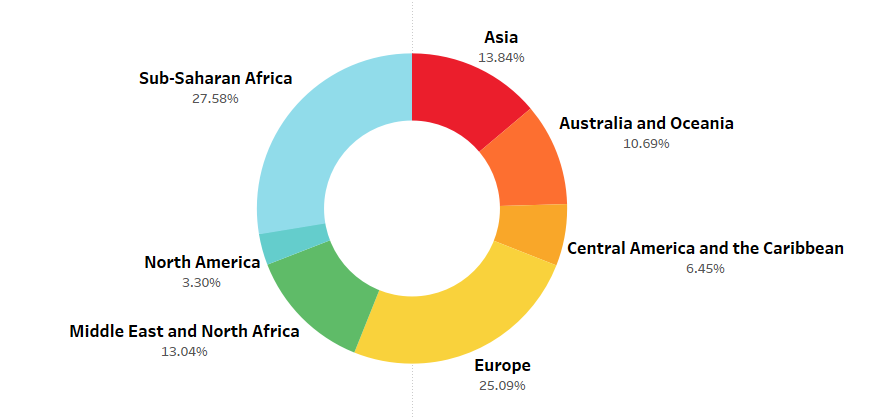 Asia
13.84%
Sub-Saharan Africa
27.58%
Australia and Oceania
10.69%
Central America and the Caribbean
6.45%
North America
3.30%
Middle East and North Africa
13.04%
Europe
25.09%